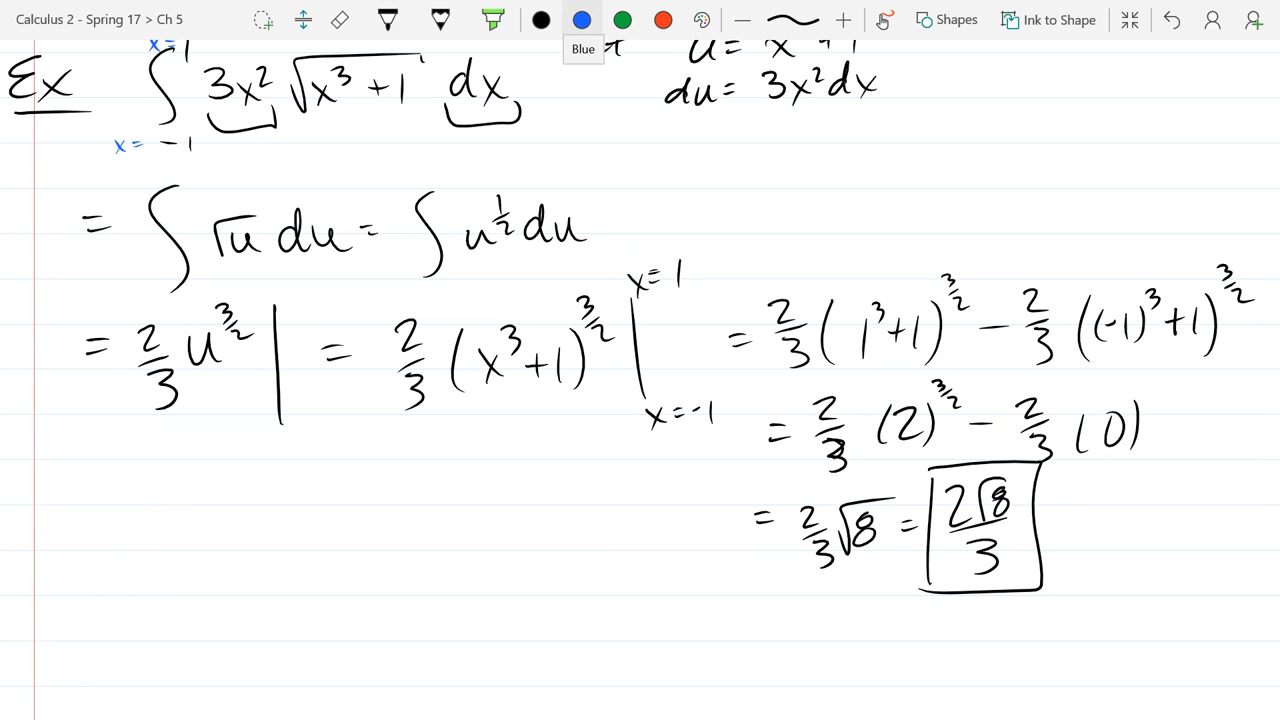 Calculus 2 - Spring 17 > Ch 5
Shapes
Ink to Shape
Blue
x=1
Ex ∫ 3x² √(x³+1) dx
x= -1
du = 3x²dx
= ∫ √u du = ∫ u^(1/2) du
= 2/3 u^(3/2) | = 2/3 (x³+1)^(3/2) |
x=1
x=-1
= 2/3 (1³+1)^(3/2) - 2/3 ((-1)³+1)^(3/2)
= 2/3 (2)^(3/2) - 2/3 (0)
= 2/3 √8 = 2√8/3